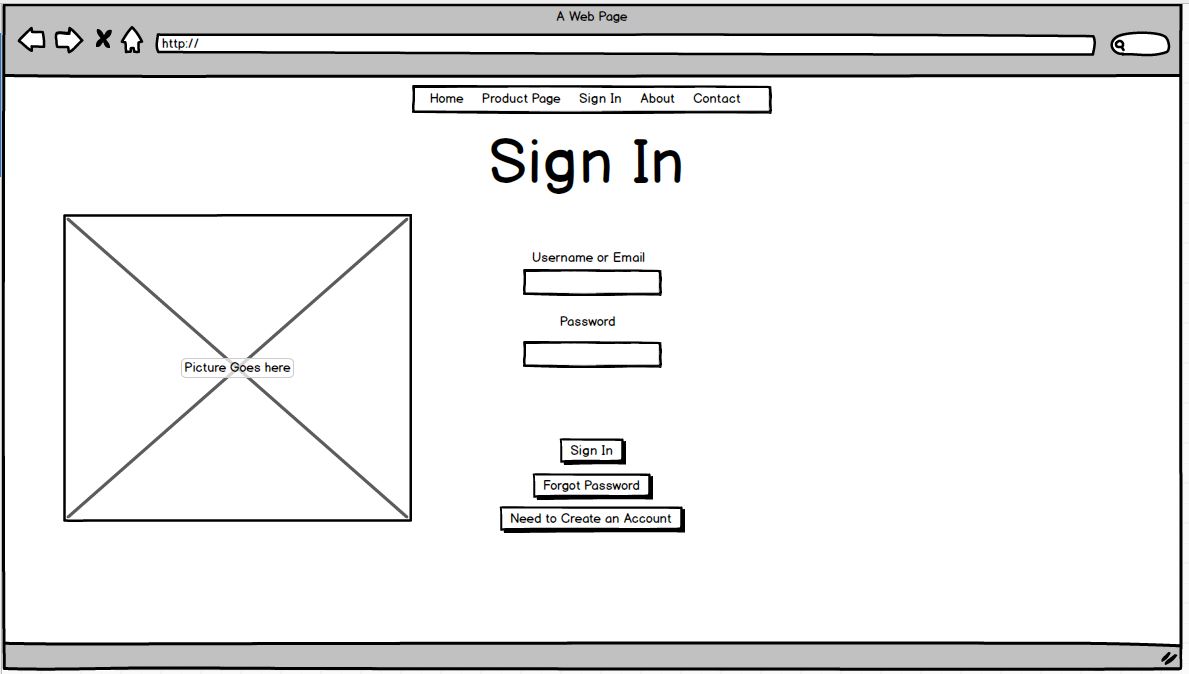 A Web Page
http://
Home Product Page Sign In About Contact
Sign In
Username or Email
Password
Picture Goes here
Sign In
Forgot Password
Need to Create an Account